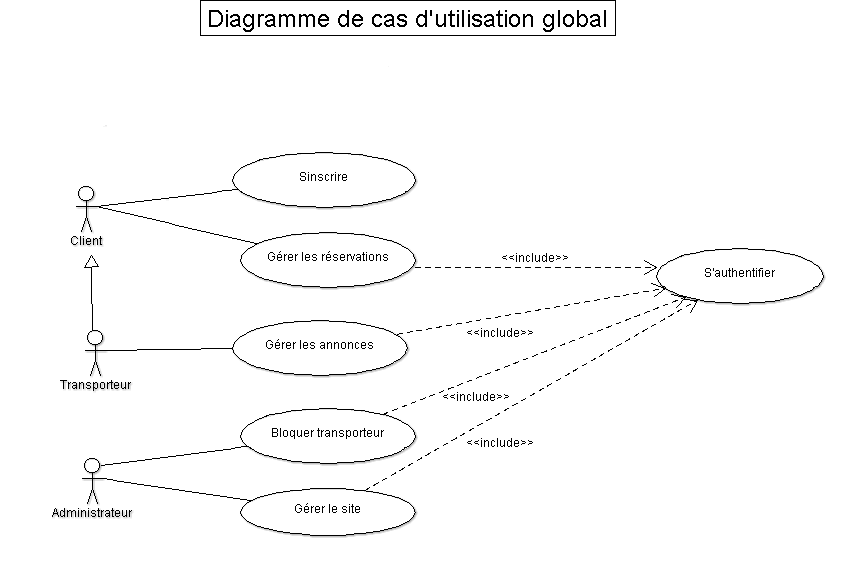 Diagramme de cas d'utilisation global
Sinscrire
Client
Gérer les réservations
<<include>>
S'authentifier
Gérer les annonces
<<include>>
Transporteur
<<include>>
Bloquer transporteur
<<include>>
Administrateur
Gérer le site